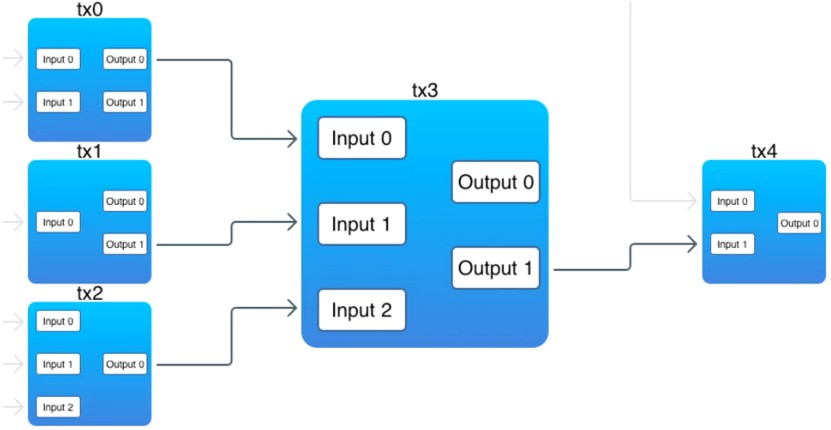 tx0
Input 0 Output 0
Input 1 Output 1
tx1
Output 0
Input 0
Output 1
tx2
Input 0
Input 1 Output 0
Input 2
tx3
Input 0
Output 0
Input 1
Output 1
Input 2
tx4
Input 0
Output 0
Input 1